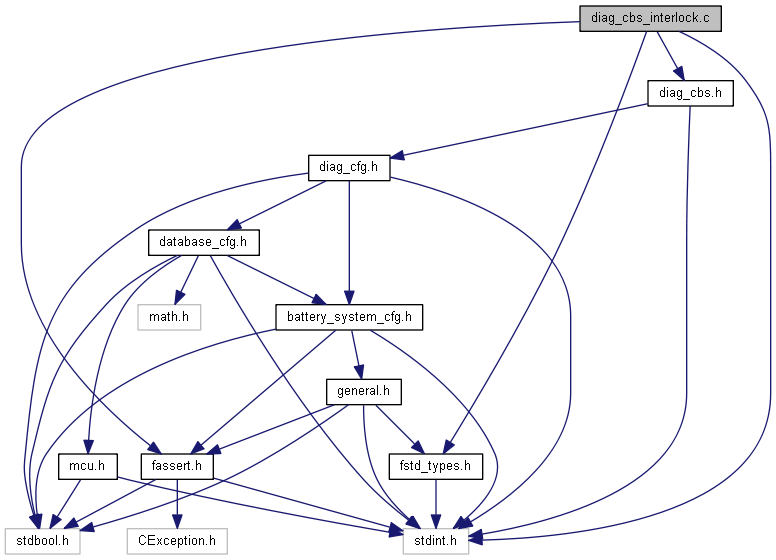 diag_cbs_interlock.c
diag_cbs.h
diag_cfg.h
database_cfg.h
math.h
battery_system_cfg.h
general.h
mcu.h
fassert.h
fstd_types.h
stdbool.h
CException.h
stdint.h